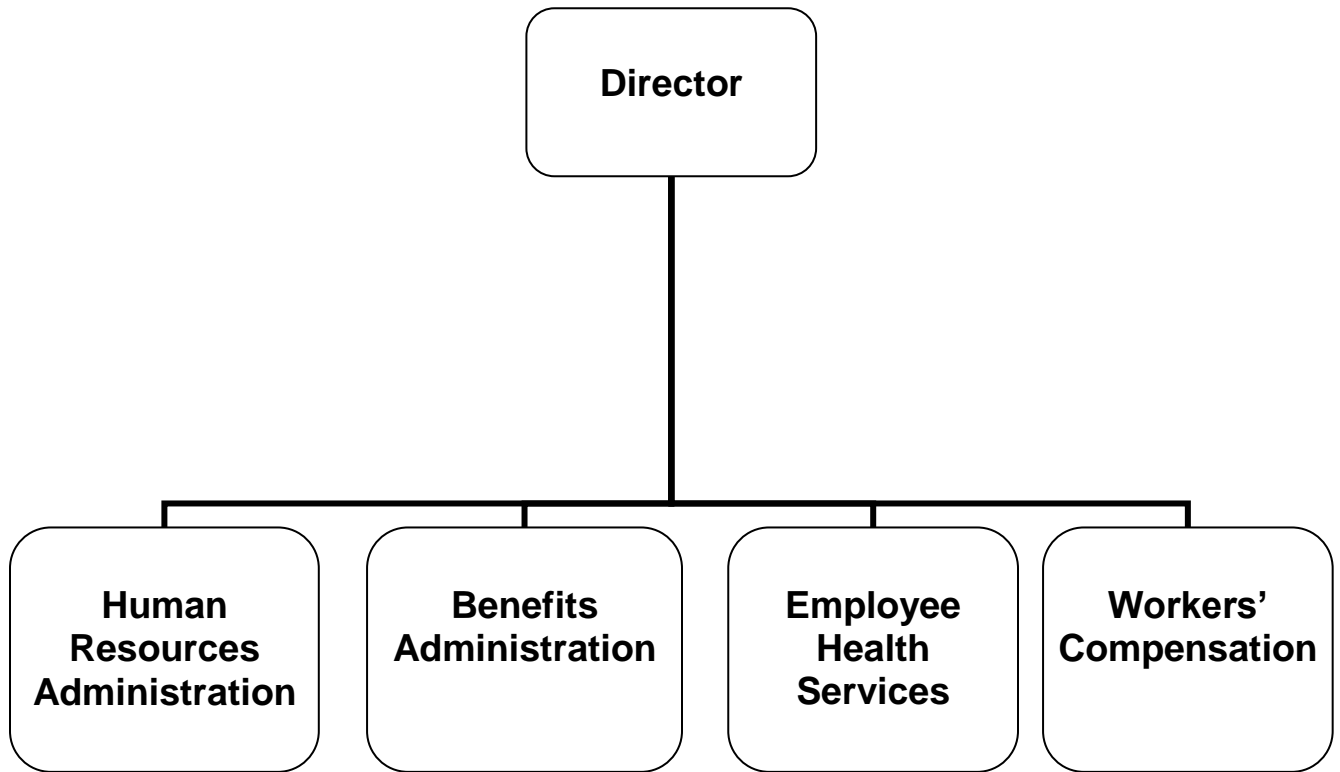 Director
Human
Resources
Administration
Benefits
Administration
Employee
Health
Services
Workers’
Compensation